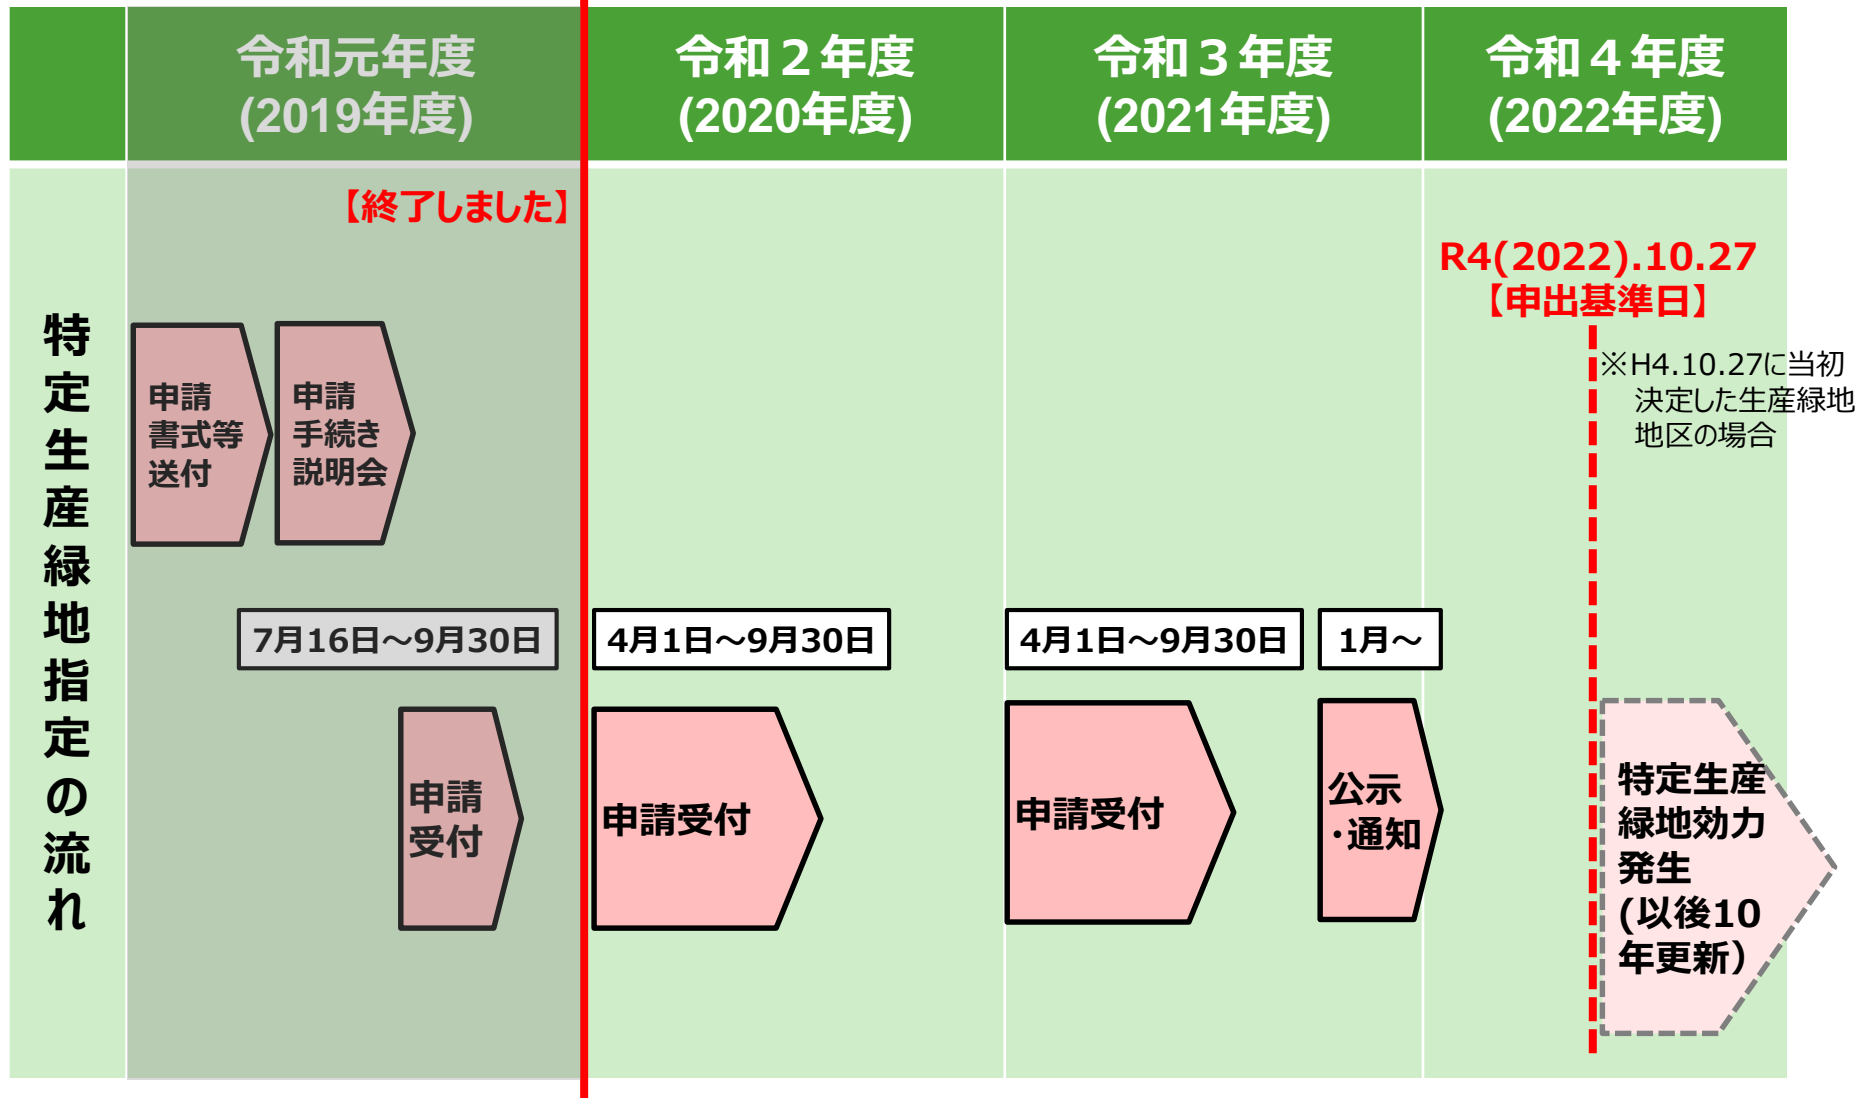 令和元年度
(2019年度)
令和２年度
(2020年度)
令和３年度
(2021年度)
令和４年度
(2022年度)
特定生産緑地指定の流れ
【終了しました】
申請
書式等
送付
申請
手続き
説明会
R4(2022).10.27
【申出基準日】
※H4.10.27に当初
決定した生産緑地
地区の場合
7月16日～9月30日
4月1日～9月30日
4月1日～9月30日
1月～
申請
受付
申請受付
申請受付
公示
・通知
特定生産
緑地効力
発生
(以後10
年更新）